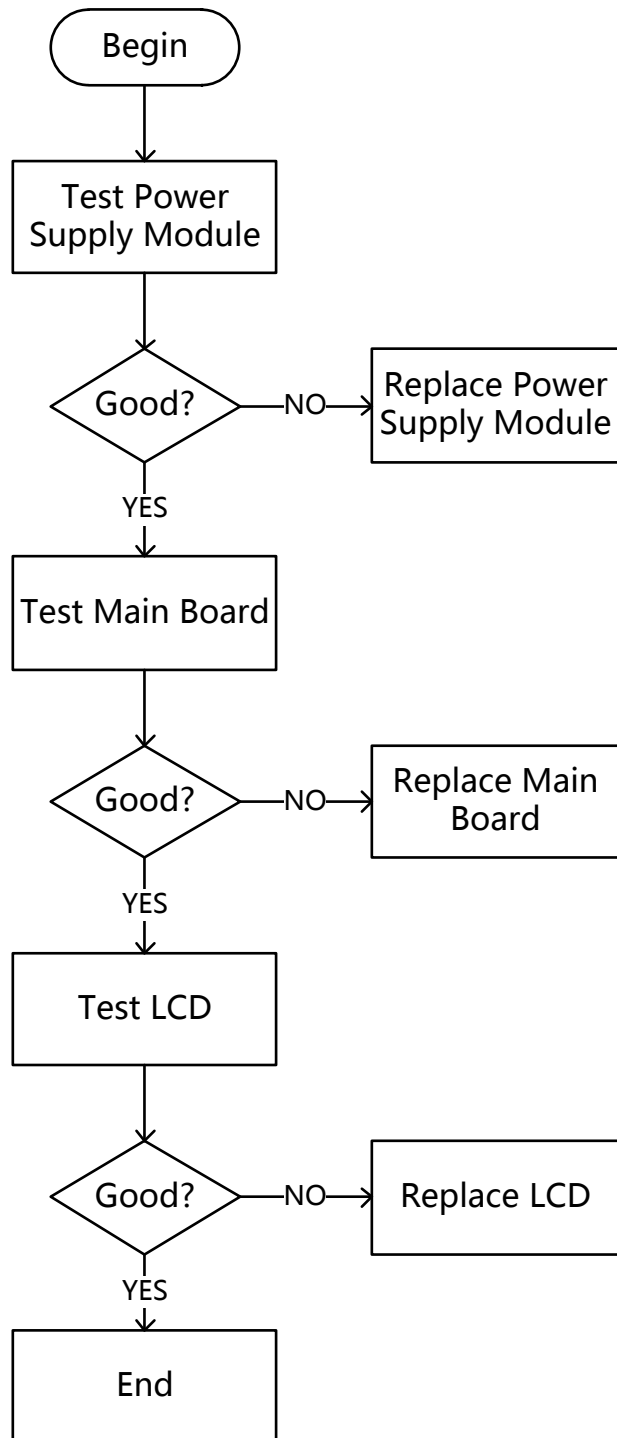 Begin
Test Power
Supply Module
Good?
NO
Replace Power
Supply Module
YES
Test Main Board
Good?
NO
Replace Main
Board
YES
Test LCD
Good?
NO
Replace LCD
YES
End